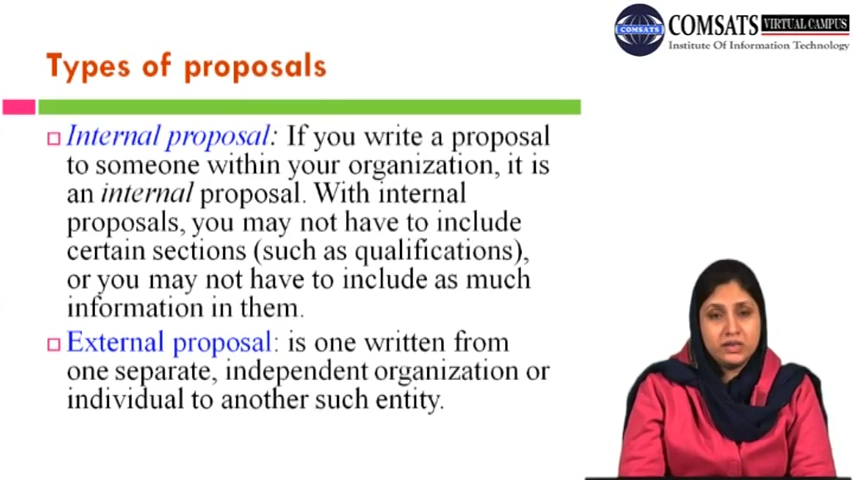 COMSATS VIRTUAL CAMPUS
COMSATS
Institute Of Information Technology
Types of proposals
Internal proposal: If you write a proposal
to someone within your organization, it is
an internal proposal. With internal
proposals, you may not have to include
certain sections (such as qualifications),
or you may not have to include as much
information in them.
External proposal: is one written from
one separate, independent organization or
individual to another such entity.